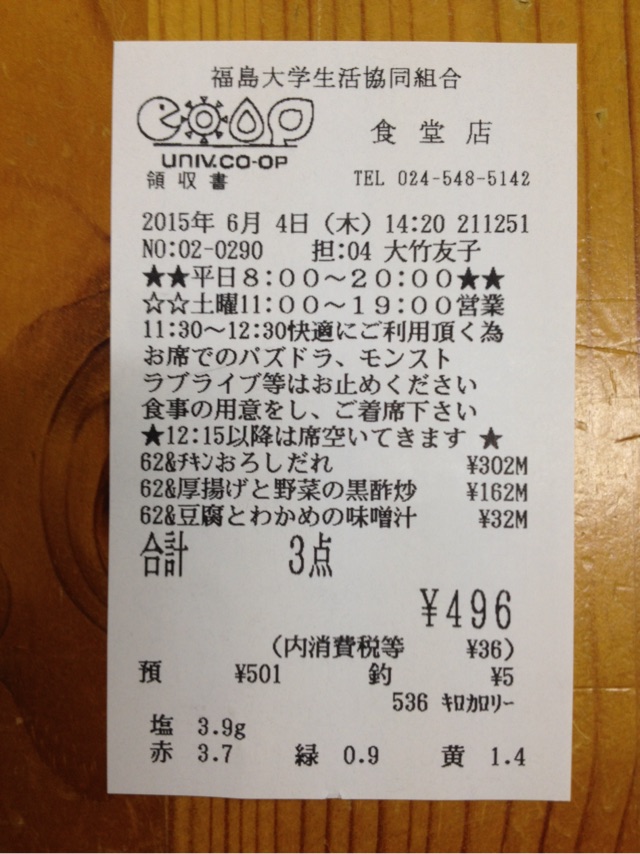 福島大学生活協同組合
COOP
UNIV.CO-OP
食堂店
領収書 TEL 024-548-5142
2015年 6月 4日(木)14:20 211251
NO:02-0290 担:04 大竹友子
★★平日8:00〜20:00★★
☆☆土曜11:00〜19:00営業
11:30〜12:30快適にご利用頂く為
お席でのパズドラ、モンスト
ラブライブ等はお止めください
食事の用意をし、ご着席下さい
★12:15以降は席空いてきます ★
62&ﾁｷﾝおろしだれ ¥302M
62&厚揚げと野菜の黒酢炒 ¥162M
62&豆腐とわかめの味噌汁 ¥32M
合計 3点
¥496
(内消費税等 ¥36)
預 ¥501 釣 ¥5
536 ｷﾛｶﾛﾘｰ
塩 3.9g
赤 3.7 緑 0.9 黄 1.4